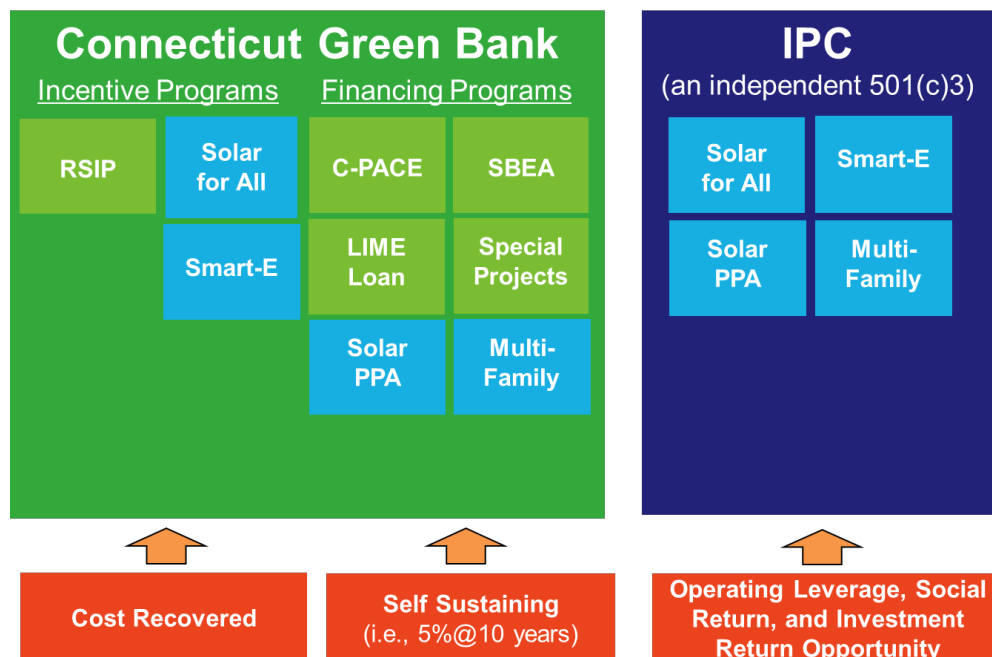 Connecticut Green Bank
Incentive Programs
Financing Programs
RSIP
Solar
for All
Smart-E
C-PACE
SBEA
LIME
Loan
Special
Projects
Solar
PPA
Multi-
Family
IPC
(an independent 501(c)3)
Solar
for All
Smart-E
Solar
PPA
Multi-
Family
Cost Recovered
Self Sustaining
(i.e., 5%@10 years)
Operating Leverage, Social
Return, and Investment
Return Opportunity